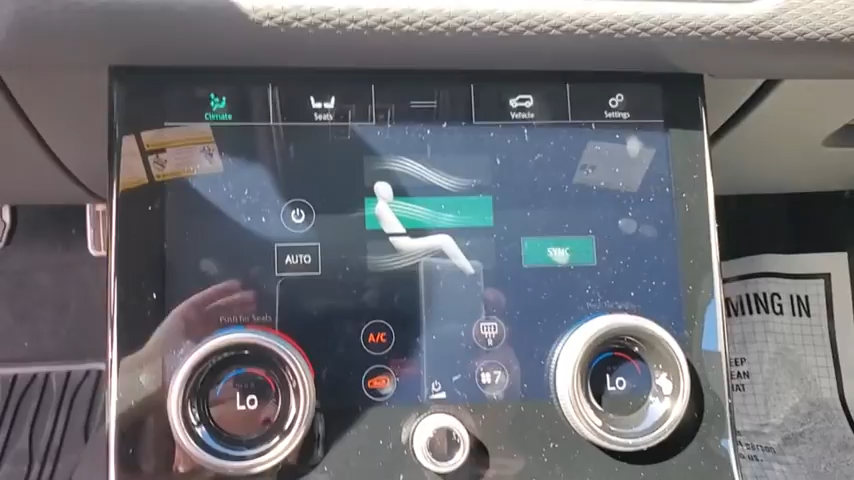 Climate
Seats
Vehicle
Settings
AUTO
SYNC
Push for Seats
A/C
R
7
Lo
Lo
MING IN